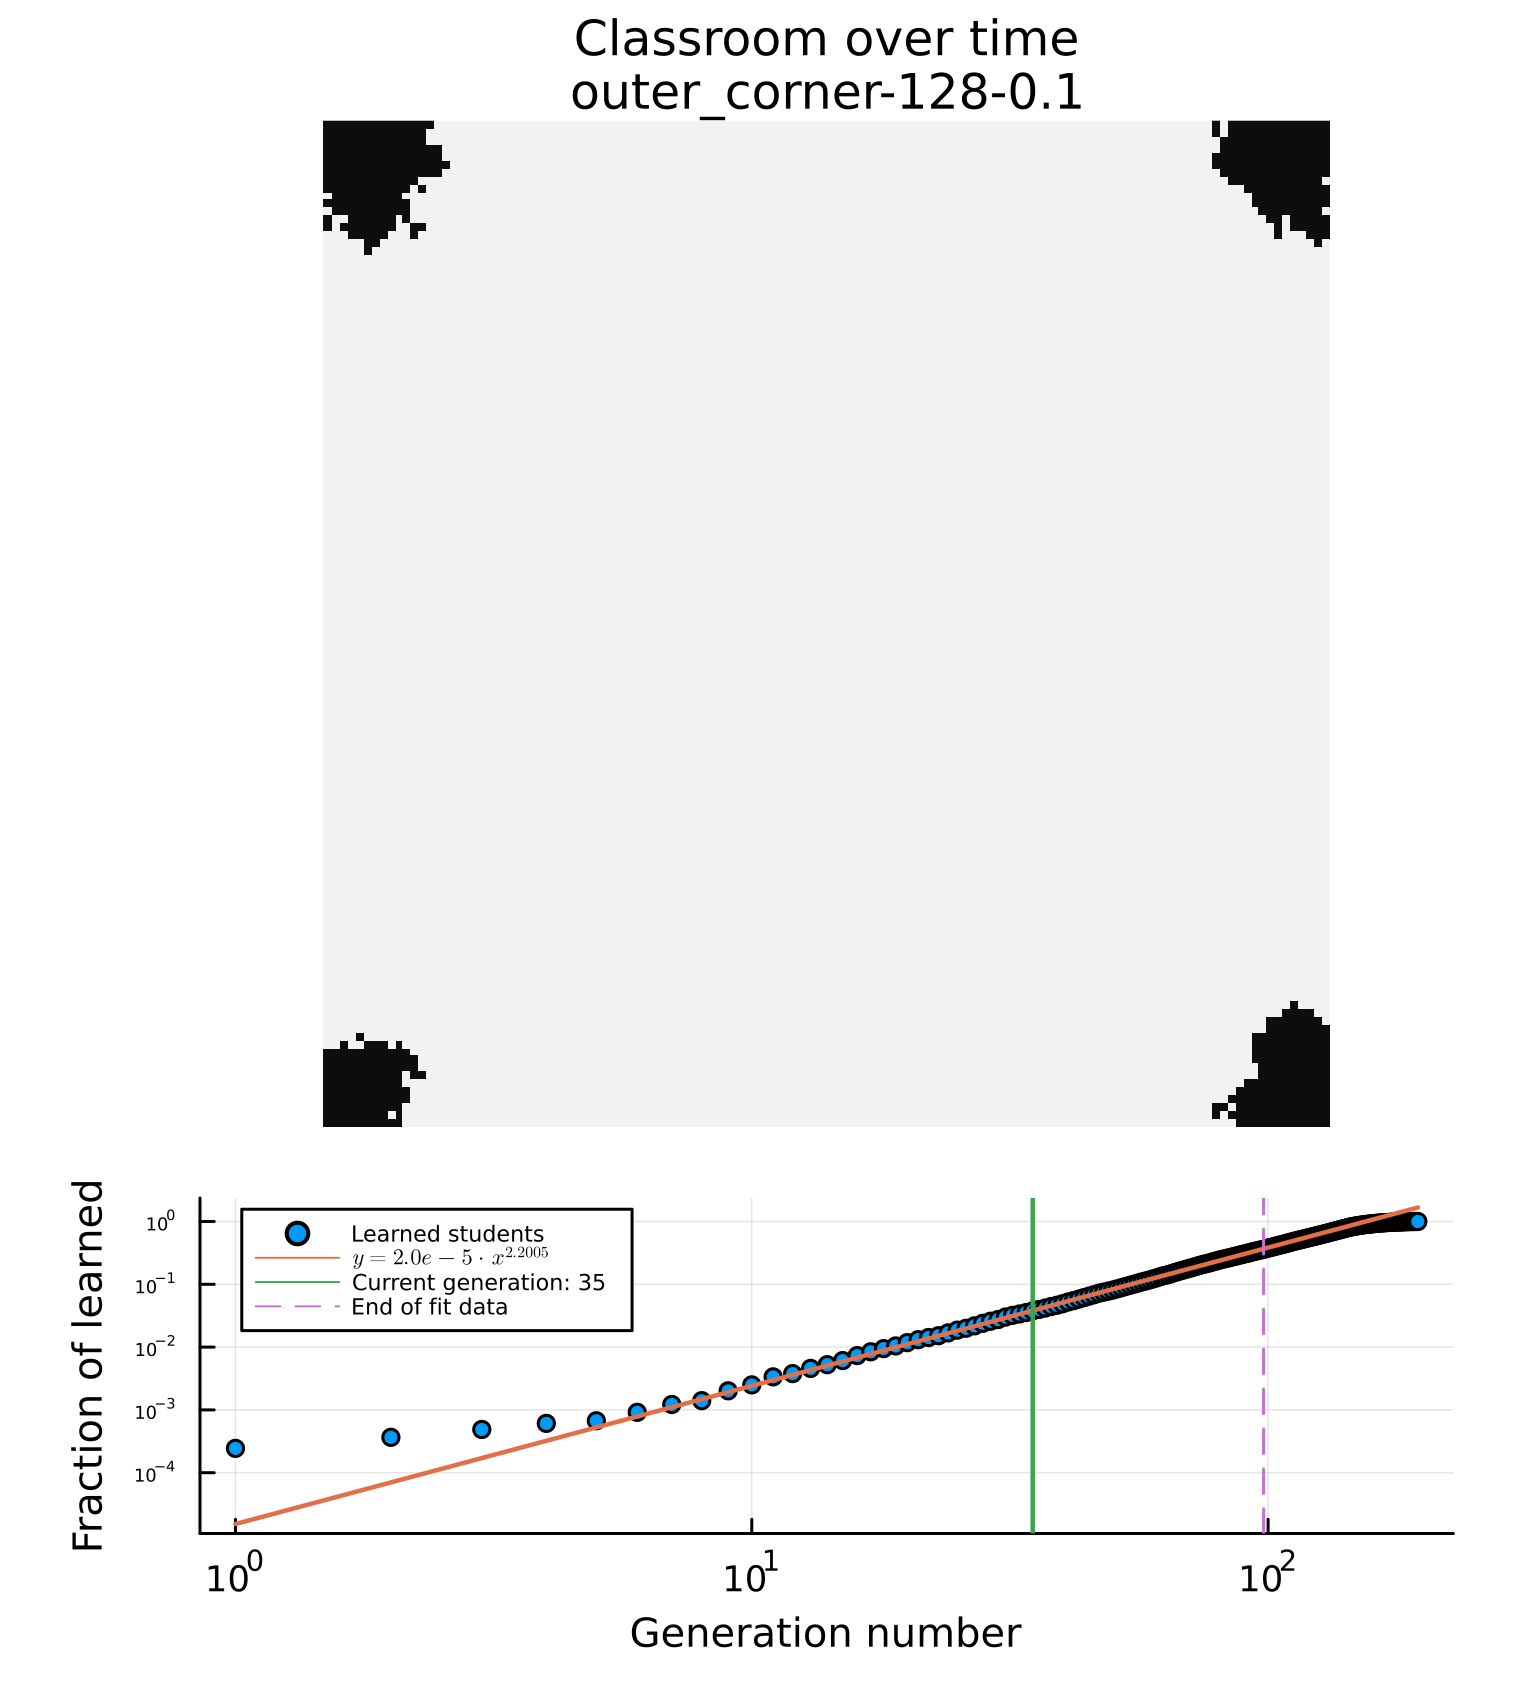 Classroom over time
outer_corner-128-0.1
Fraction of learned
10^0
10^-1
10^-2
10^-3
10^-4
Learned students
y = 2.0e − 5 · x^2.2005
Current generation: 35
End of fit data
10^0 10^1 10^2
Generation number